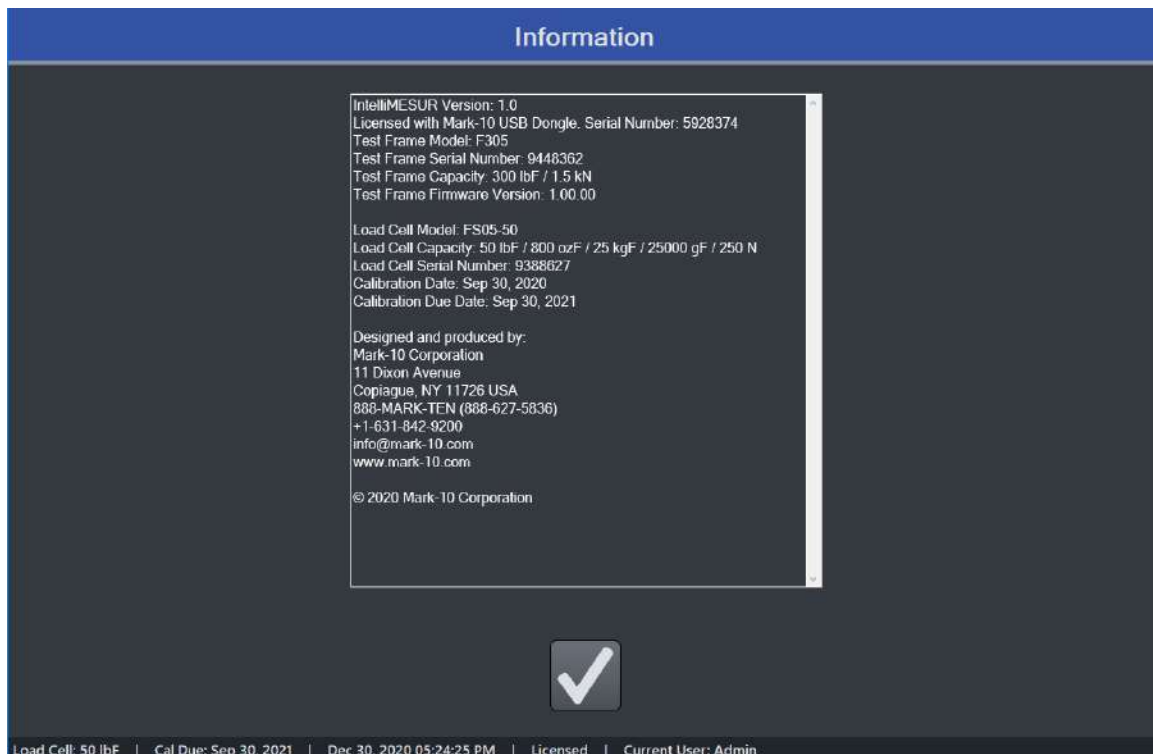 Information
IntelliMESUR Version: 1.0
Licensed with Mark-10 USB Dongle. Serial Number: 5928374
Test Frame Model: F305
Test Frame Serial Number: 9448362
Test Frame Capacity: 300 lbF / 1.5 kN
Test Frame Firmware Version: 1.00.00
Load Cell Model: FS05-50
Load Cell Capacity: 50 lbF / 800 ozF / 25 kgF / 25000 gF / 250 N
Load Cell Serial Number: 9388627
Calibration Date: Sep 30, 2020
Calibration Due Date: Sep 30, 2021
Designed and produced by:
Mark-10 Corporation
11 Dixon Avenue
Copiague, NY 11726 USA
888-MARK-TEN (888-627-5836)
+1-631-842-9200
info@mark-10.com
www.mark-10.com
© 2020 Mark-10 Corporation
Load Cell: 50 lbF | Cal Due: Sep 30, 2021 | Dec 30, 2020 05:24:25 PM | Licensed | Current User: Admin